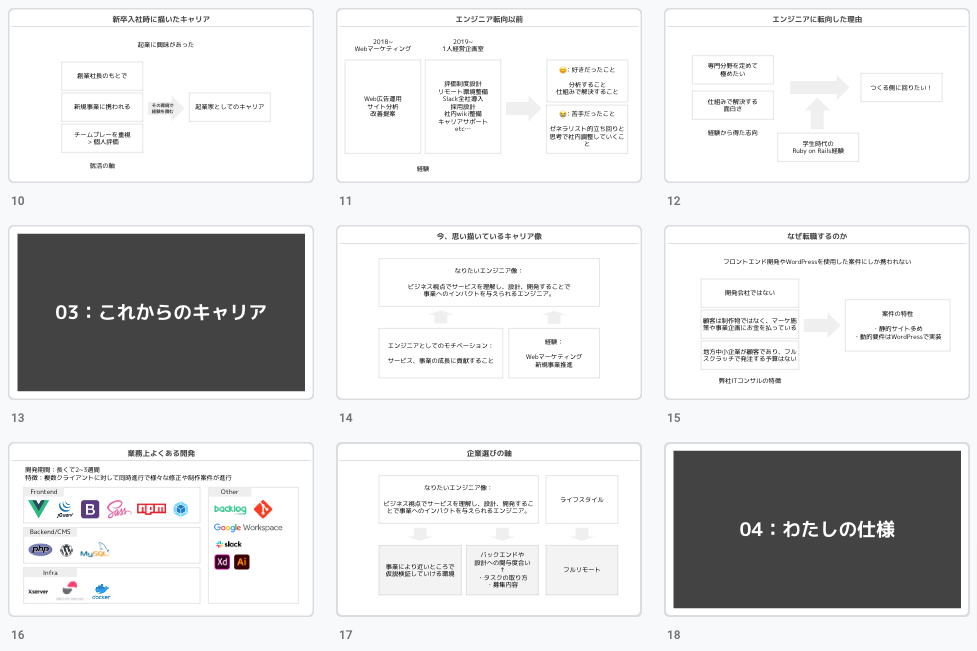 新卒入社時に描いたキャリア
起業に興味があった
創業社長のもとで
新規事業に携われる
チームプレーを重視
> 個人評価
就活の軸
その環境で
経験を積む
起業家としてのキャリア
10
エンジニア転向以前
2018~
Webマーケティング
Web広告運用
サイト分析
改善提案
2019~
1人経営企画室
評価制度設計
リモート環境整備
Slack全社導入
採用設計
社内wiki整備
キャリアサポート
etc…
😊：好きだったこと
分析すること
仕組みで解決すること
😢：苦手だったこと
ゼネラリスト的立ち回りと
思考で社内調整していくこ
と
経験
11
エンジニアに転向した理由
専門分野を定めて
極めたい
仕組みで解決する
面白さ
経験から得た志向
つくる側に回りたい！
学生時代の
Ruby on Rails経験
12
03：これからのキャリア
13
今、思い描いているキャリア像
なりたいエンジニア像：
ビジネス視点でサービスを理解し、設計、開発することで
事業へのインパクトを与えられるエンジニア。
エンジニアとしてのモチベーション：
サービス、事業の成長に貢献すること
経験：
Webマーケティング
新規事業推進
14
なぜ転職するのか
フロントエンド開発やWordPressを使用した案件にしか携われない
開発会社ではない
顧客は制作物ではなく、マーケ施
策や事業企画にお金を払っている
地方中小企業が顧客であり、フル
スクラッチで発注する予算はない
弊社ITコンサルの特徴
案件の特性
・静的サイト多め
・動的要件はWordPressで実装
15
業務上よくある開発
開発期間：長くて2~3週間
特徴：複数クライアントに対して同時進行で様々な修正や制作案件が進行
Frontend
jQuery
B
Sass
npm
Backend/CMS
php
MySQL
Infra
Xserver
docker
Other
backlog
Google Workspace
slack
Xd
Ai
16
企業選びの軸
なりたいエンジニア像：
ビジネス視点でサービスを理解し、設計、開発するこ
とで事業へのインパクトを与えられるエンジニア。
ライフスタイル
事業により近いところで
仮説検証していける環境
バックエンドや
設計への関与度合い
↑
・タスクの取り方
・募集内容
フルリモート
17
04：わたしの仕様
18